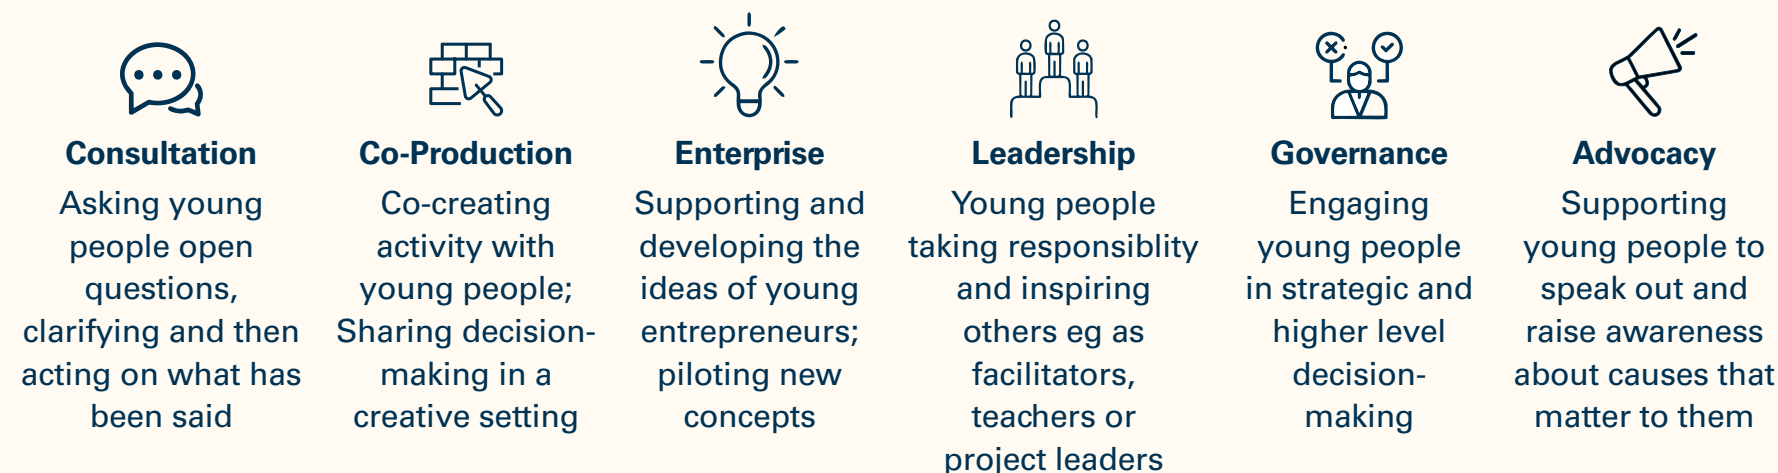 Consultation
Asking young
people open
questions,
clarifying and then
acting on what has
been said
Co-Production
Co-creating
activity with
young people;
Sharing decision-
making in a
creative setting
Enterprise
Supporting and
developing the
ideas of young
entrepreneurs;
piloting new
concepts
Leadership
Young people
taking responsiblity
and inspiring
others eg as
facilitators,
teachers or
project leaders
Governance
Engaging
young people
in strategic and
higher level
decision-
making
Advocacy
Supporting
young people to
speak out and
raise awareness
about causes that
matter to them